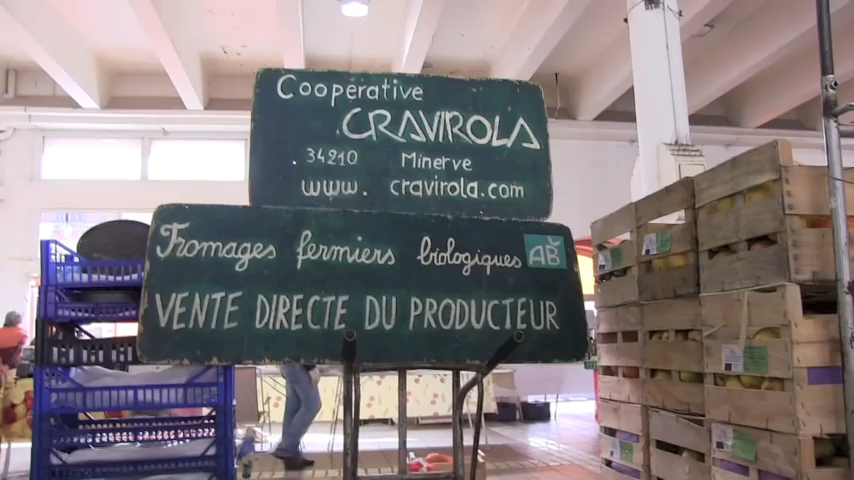 Coopérative
CRAVIROLA
34210 Minerve
www. cravirola.com
Fromages fermiers biologiques AB
VENTE DIRECTE DU PRODUCTEUR